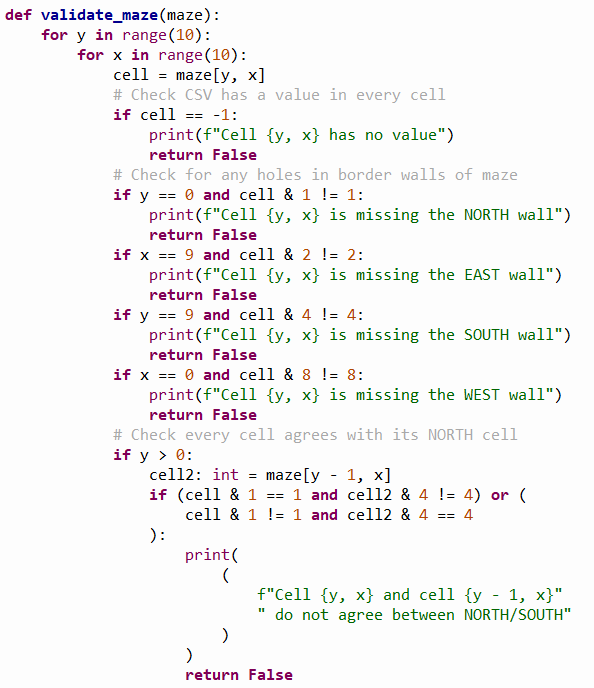 def validate_maze(maze):
    for y in range(10):
        for x in range(10):
            cell = maze[y, x]
            # Check CSV has a value in every cell
            if cell == -1:
                print(f"Cell {y, x} has no value")
                return False
            # Check for any holes in border walls of maze
            if y == 0 and cell & 1 != 1:
                print(f"Cell {y, x} is missing the NORTH wall")
                return False
            if x == 9 and cell & 2 != 2:
                print(f"Cell {y, x} is missing the EAST wall")
                return False
            if y == 9 and cell & 4 != 4:
                print(f"Cell {y, x} is missing the SOUTH wall")
                return False
            if x == 0 and cell & 8 != 8:
                print(f"Cell {y, x} is missing the WEST wall")
                return False
            # Check every cell agrees with its NORTH cell
            if y > 0:
                cell2: int = maze[y - 1, x]
                if (cell & 1 == 1 and cell2 & 4 != 4) or (
                    cell & 1 != 1 and cell2 & 4 == 4
                ):
                    print(
                        (
                            f"Cell {y, x} and cell {y - 1, x}"
                            " do not agree between NORTH/SOUTH"
                        )
                    )
                    return False